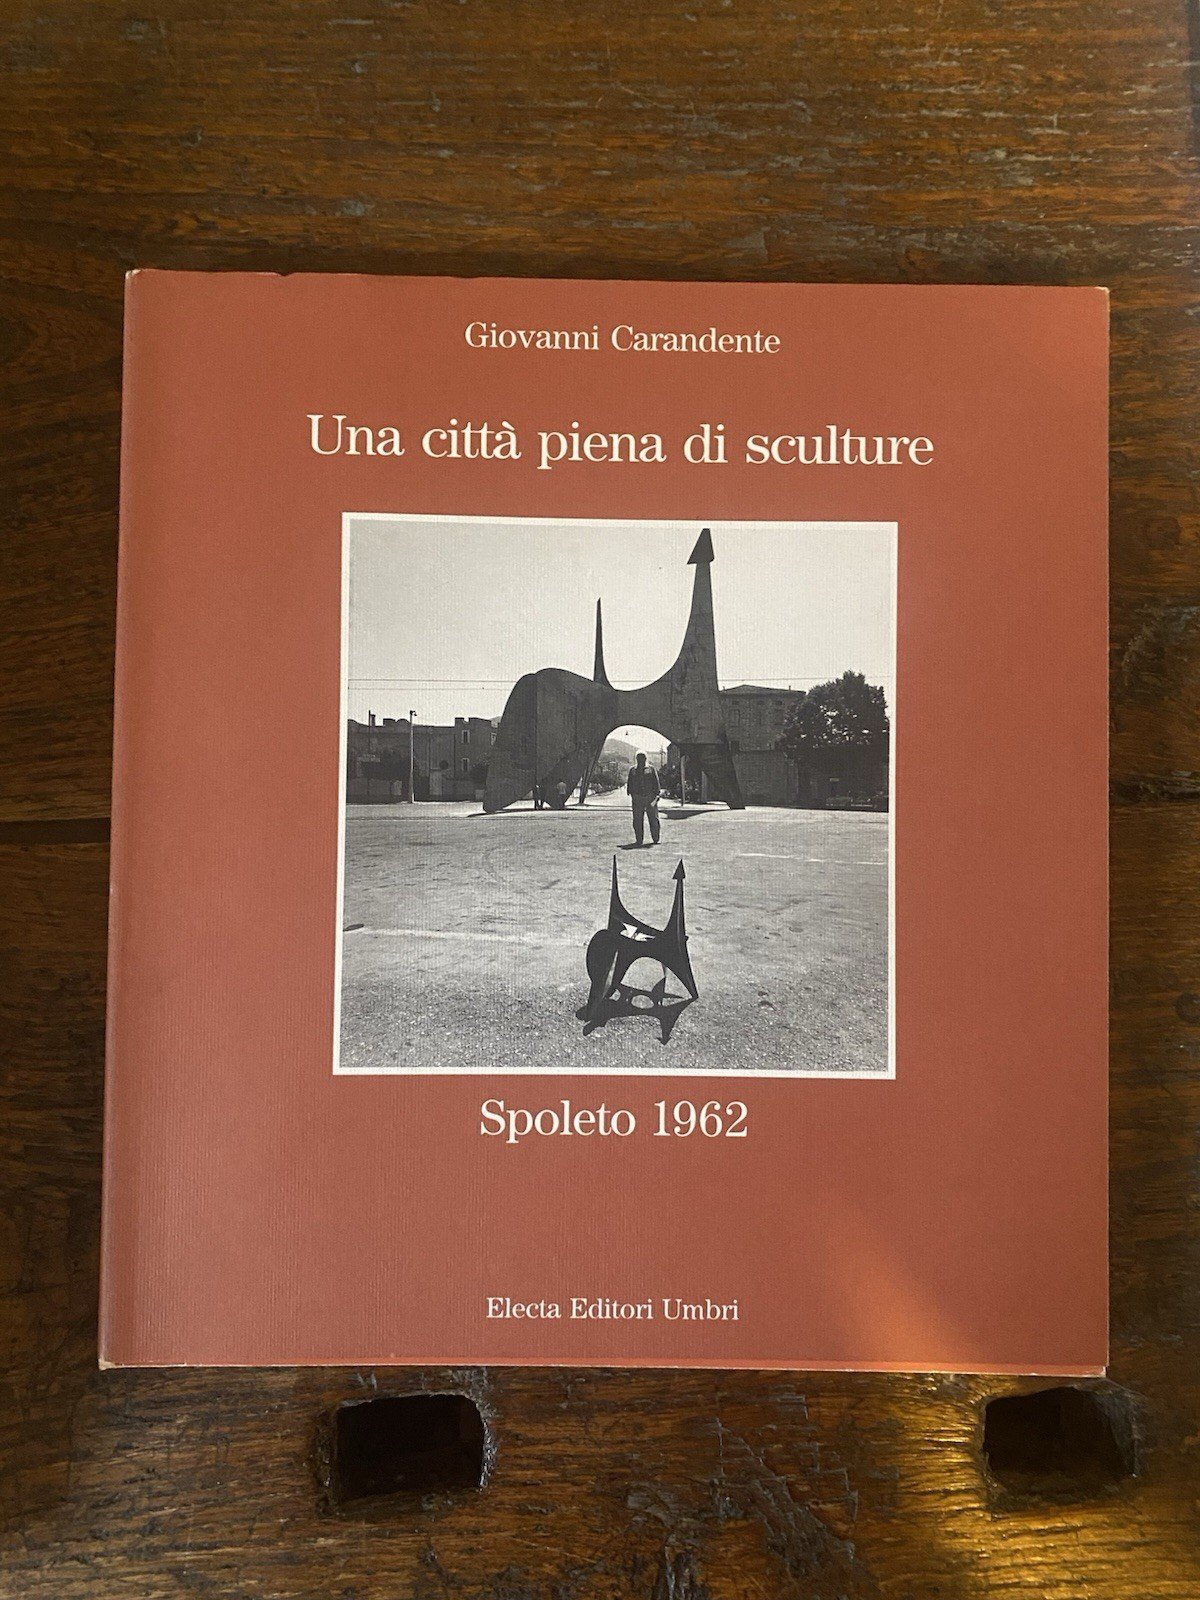 Giovanni Carandente
Una città piena di sculture
Spoleto 1962
Electa Editori Umbri